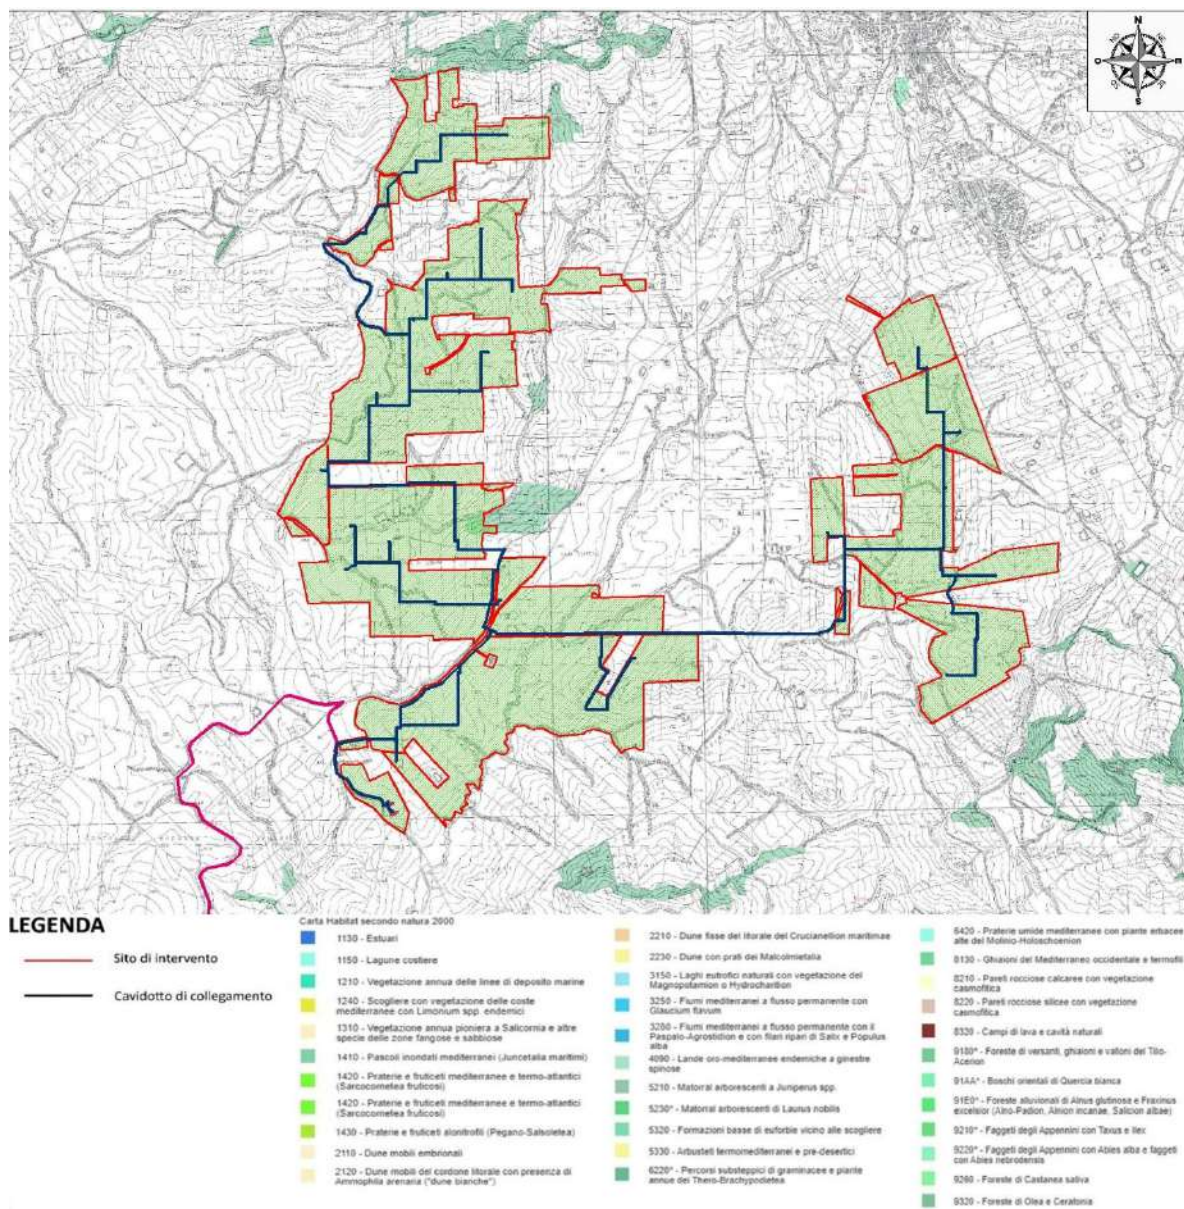 N
NE
E
SE
S
SO
O
NO
LEGENDA
Sito di intervento
Cavidotto di collegamento
Carta Habitat secondo natura 2000
1130 - Estuari
1150 - Lagune costiere
1210 - Vegetazione annua delle linee di deposito marine
1240 - Scogliere con vegetazione delle coste
mediterranee con Limonium spp. endemici
1310 - Vegetazione annua pioniera a Salicornia e altre
specie delle zone fangose e sabbiose
1410 - Pascoli inondati mediterranei (Juncetalia maritimi)
1420 - Praterie e fruticeti mediterranee e termo-atlantici
(Sarcocornetea fruticosi)
1420 - Praterie e fruticeti mediterranee e termo-atlantici
(Sarcocornetea fruticosi)
1430 - Praterie e fruticeti alonitrofili (Pegano-Salsoletea)
2110 - Dune mobili embrionali
2120 - Dune mobili del cordone litorale con presenza di
Ammophila arenaria ("dune bianche")
2210 - Dune fisse del litorale del Crucianellion maritimae
2230 - Dune con prati dei Malcolmietalia
3150 - Laghi eutrofici naturali con vegetazione del
Magnopotamion o Hydrocharition
3250 - Fiumi mediterranei a flusso permanente con
Glaucium flavum
3280 - Fiumi mediterranei a flusso permanente con il
Paspalo-Agrostidion e con filari ripari di Salix e Populus
alba
4090 - Lande oro-mediterranee endemiche a ginestre
spinose
5210 - Matorral arborescenti a Juniperus spp.
5230* - Matorral arborescenti di Laurus nobilis
5320 - Formazioni basse di euforbie vicino alle scogliere
5330 - Arbusteti termomediterranei e pre-desertici
6220* - Percorsi substeppici di graminacee e piante
annue dei Thero-Brachypodietea
6420 - Praterie umide mediterranee con piante erbacee
alte del Molinio-Holoschoenion
8130 - Ghiaioni del Mediterraneo occidentale e termofili
8210 - Pareti rocciose calcaree con vegetazione
casmofitica
8220 - Pareti rocciose silicee con vegetazione
casmofitica
8320 - Campi di lava e cavità naturali
9180* - Foreste di versanti, ghiaioni e valloni del Tilio-
Acerion
91AA* - Boschi orientali di Quercia bianca
91E0* - Foreste alluvionali di Alnus glutinosa e Fraxinus
excelsior (Alno-Padion, Alnion incanae, Salicion albae)
9210* - Faggeti degli Appennini con Taxus e Ilex
9220* - Faggeti degli Appennini con Abies alba e faggeti
con Abies nebrodensis
9260 - Foreste di Castanea sativa
9320 - Foreste di Olea e Ceratonia